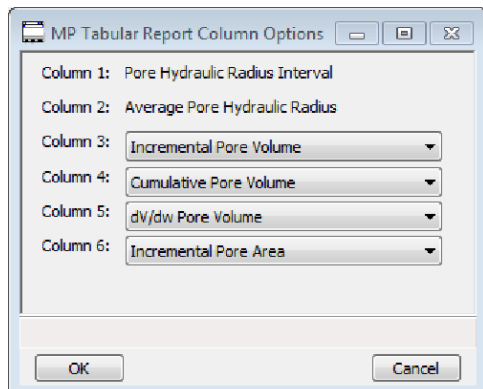 MP Tabular Report Column Options
Column 1: Pore Hydraulic Radius Interval
Column 2: Average Pore Hydraulic Radius
Column 3: Incremental Pore Volume
Column 4: Cumulative Pore Volume
Column 5: dV/dw Pore Volume
Column 6: Incremental Pore Area
OK Cancel